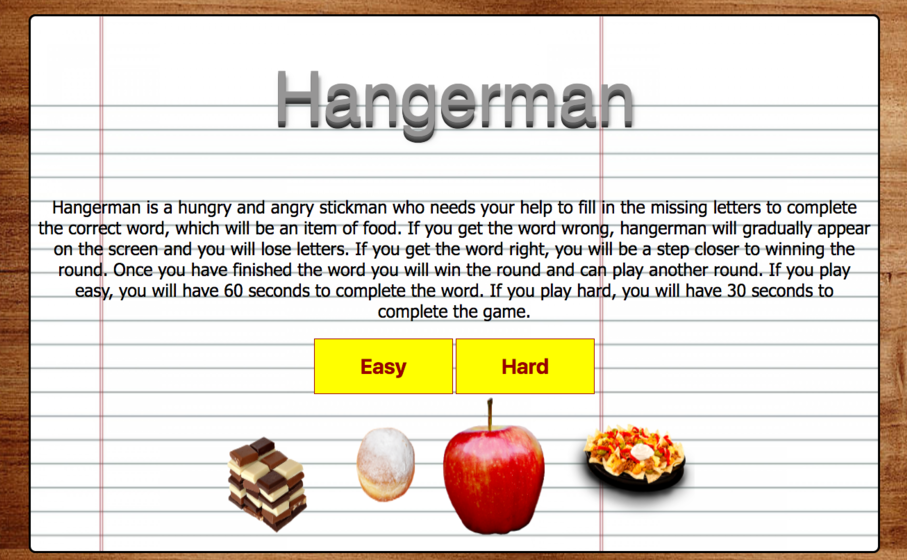 Hangerman
Hangerman is a hungry and angry stickman who needs your help to fill in the missing letters to complete
the correct word, which will be an item of food. If you get the word wrong, hangerman will gradually appear
on the screen and you will lose letters. If you get the word right, you will be a step closer to winning the
round. Once you have finished the word you will win the round and can play another round. If you play
easy, you will have 60 seconds to complete the word. If you play hard, you will have 30 seconds to
complete the game.
Easy Hard